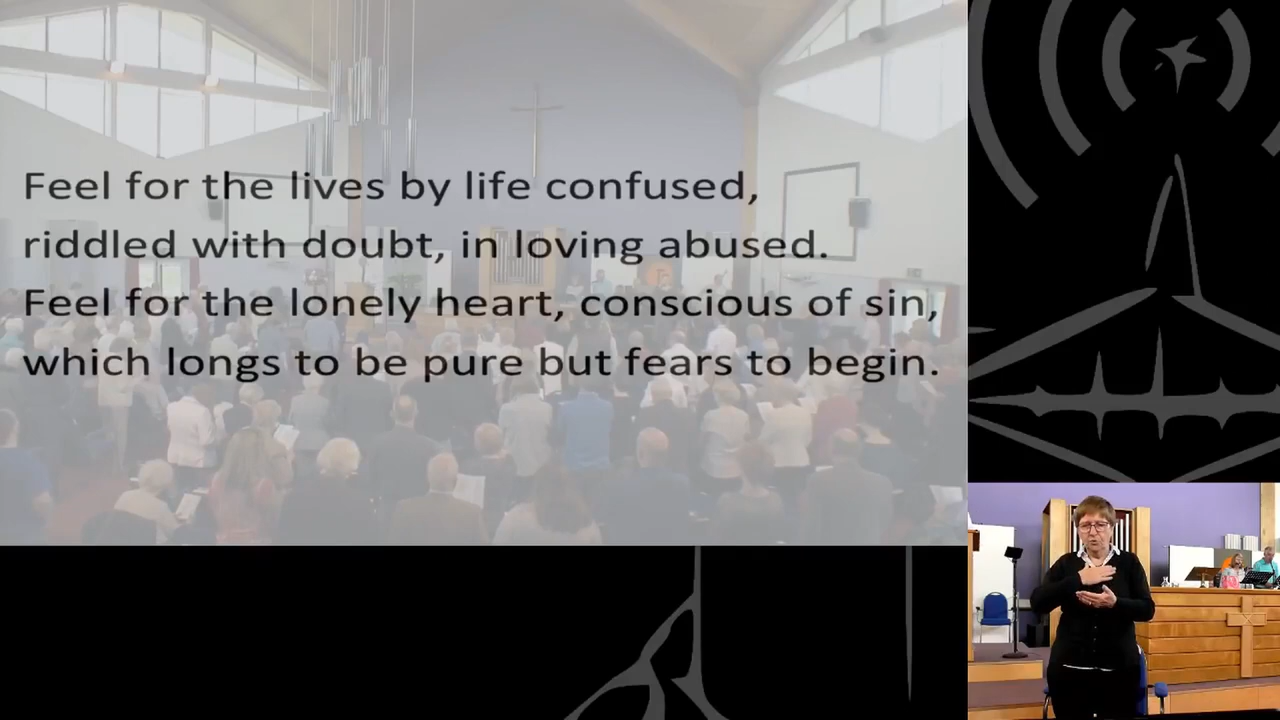 Feel for the lives by life confused,
riddled with doubt, in loving abused.
Feel for the lonely heart, conscious of sin,
which longs to be pure but fears to begin.